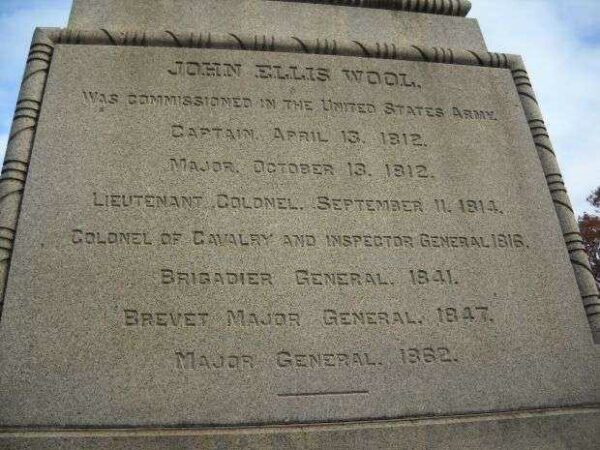 JOHN ELLIS WOOL.
WAS COMMISSIONED IN THE UNITED STATES ARMY.
CAPTAIN. APRIL 13. 1812.
MAJOR. OCTOBER 13. 1812.
LIEUTENANT COLONEL. SEPTEMBER 11. 1814.
COLONEL OF CAVALRY AND INSPECTOR GENERAL 1816.
BRIGADIER GENERAL. 1841.
BREVET MAJOR GENERAL. 1847.
MAJOR GENERAL. 1862.